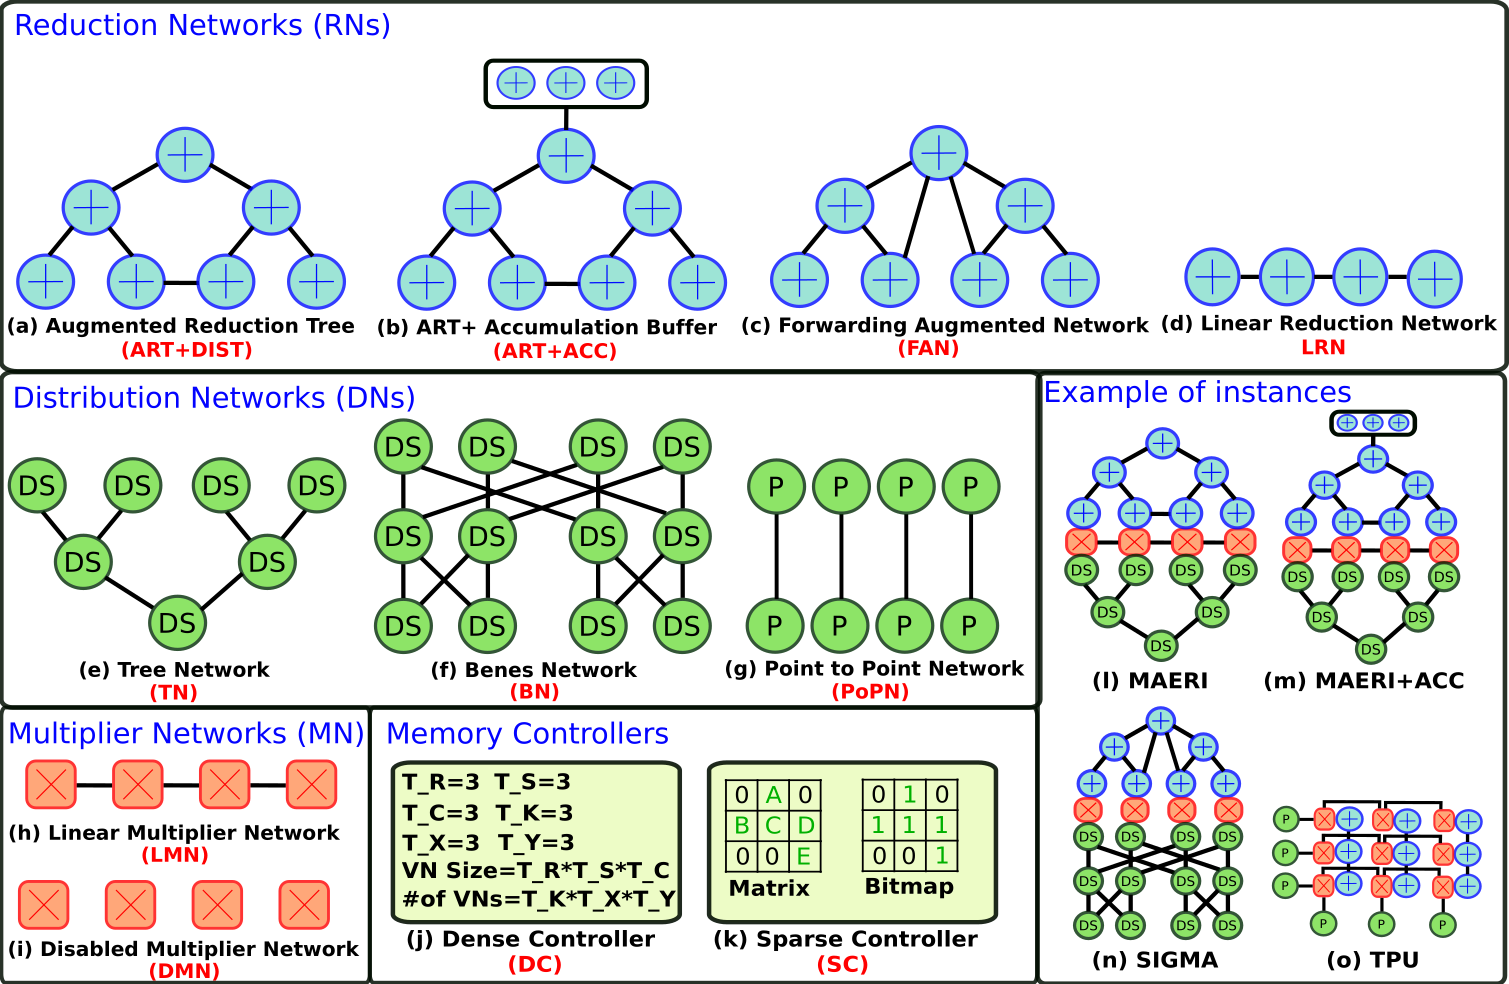 Reduction Networks (RNs)
(a) Augmented Reduction Tree
(ART+DIST)
(b) ART+ Accumulation Buffer
(ART+ACC)
(c) Forwarding Augmented Network
(FAN)
(d) Linear Reduction Network
LRN
Distribution Networks (DNs)
DS DS DS DS
DS DS
DS
(e) Tree Network
(TN)
DS DS DS DS
DS DS DS DS
DS DS DS DS
(f) Benes Network
(BN)
P P P P
P P P P
(g) Point to Point Network
(PoPN)
Example of instances
DS DS DS DS
DS DS
DS
(l) MAERI
DS DS DS DS
DS DS
DS
(m) MAERI+ACC
DS DS DS DS
DS DS DS DS
DS DS DS DS
(n) SIGMA
P
P
P
P P P
(o) TPU
Multiplier Networks (MN)
(h) Linear Multiplier Network
(LMN)
(i) Disabled Multiplier Network
(DMN)
Memory Controllers
T_R=3 T_S=3
T_C=3 T_K=3
T_X=3 T_Y=3
VN Size=T_R*T_S*T_C
#of VNs=T_K*T_X*T_Y
(j) Dense Controller
(DC)
0 A 0
B C D
0 0 E
Matrix
0 1 0
1 1 1
0 0 1
Bitmap
(k) Sparse Controller
(SC)